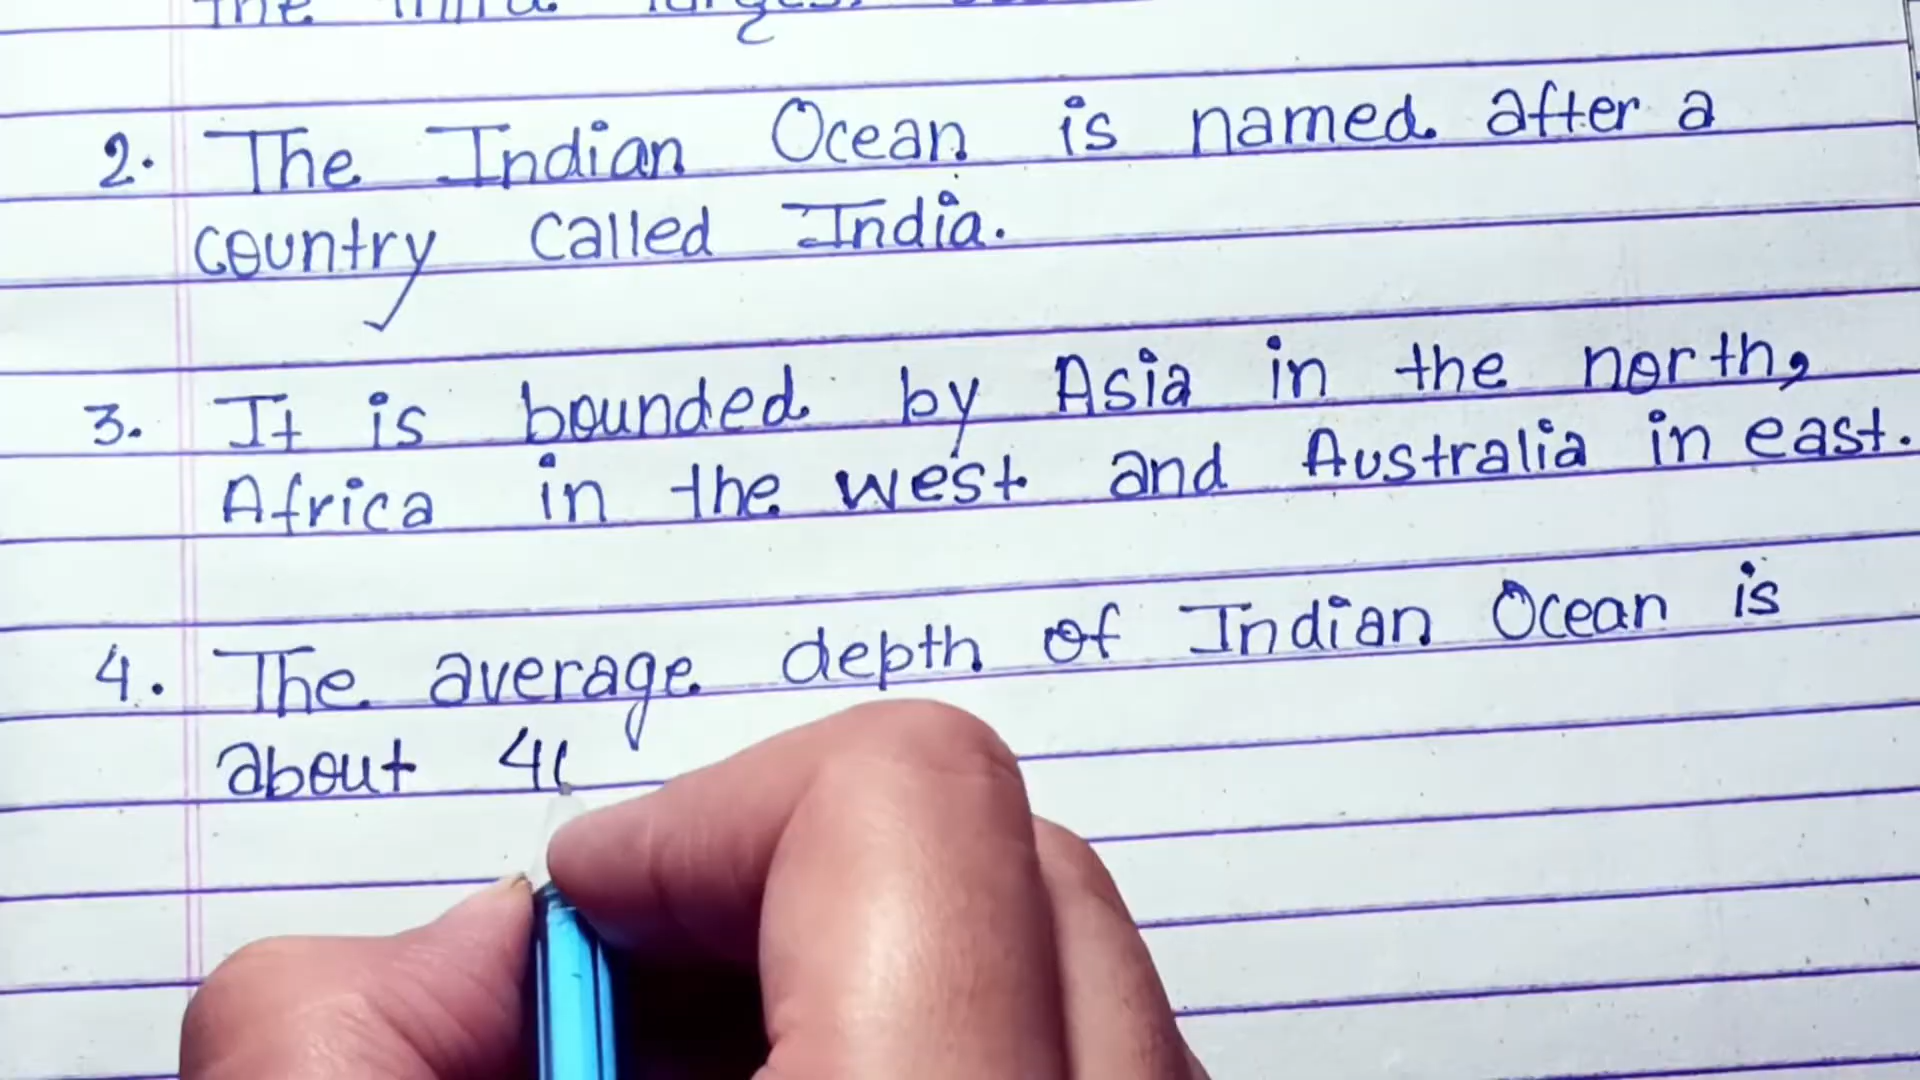 2. The Indian Ocean is named after a
country called India.
3. It is bounded by Asia in the north,
Africa in the west and Australia in east.
4. The average depth of Indian Ocean is
about 4